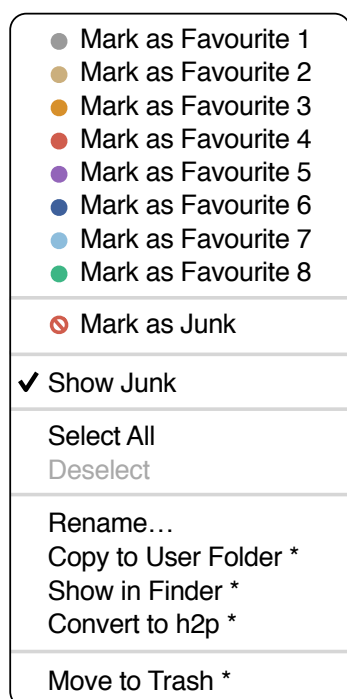 Mark as Favourite 1
Mark as Favourite 2
Mark as Favourite 3
Mark as Favourite 4
Mark as Favourite 5
Mark as Favourite 6
Mark as Favourite 7
Mark as Favourite 8
Mark as Junk
✓ Show Junk
Select All
Deselect
Rename…
Copy to User Folder *
Show in Finder *
Convert to h2p *
Move to Trash *